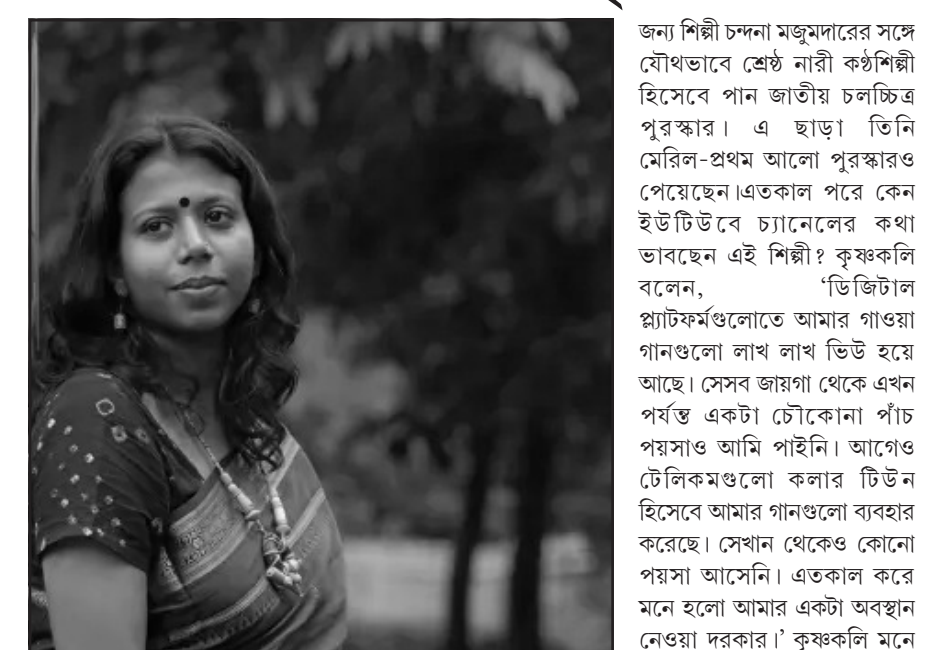 জন্য শিল্পী চন্দনা মজুমদারের সঙ্গে
যৌথভাবে শ্রেষ্ঠ নারী কণ্ঠশিল্পী
হিসেবে পান জাতীয় চলচ্চিত্র
পুরস্কার। এ ছাড়া তিনি
মেরিল-প্রথম আলো পুরস্কারও
পেয়েছেন।এতকাল পরে কেন
ইউটিউবে চ্যানেলের কথা
ভাবছেন এই শিল্পী? কৃষ্ণকলি
বলেন, ‘ডিজিটাল
প্ল্যাটফর্মগুলোতে আমার গাওয়া
গানগুলো লাখ লাখ ভিউ হয়ে
আছে। সেসব জায়গা থেকে এখন
পর্যন্ত একটা চৌকোনা পাঁচ
পয়সাও আমি পাইনি। আগেও
টেলিকমগুলো কলার টিউন
হিসেবে আমার গানগুলো ব্যবহার
করেছে। সেখান থেকেও কোনো
পয়সা আসেনি। এতকাল করে
মনে হলো আমার একটা অবস্থান
নেওয়া দরকার।’ কৃষ্ণকলি মনে